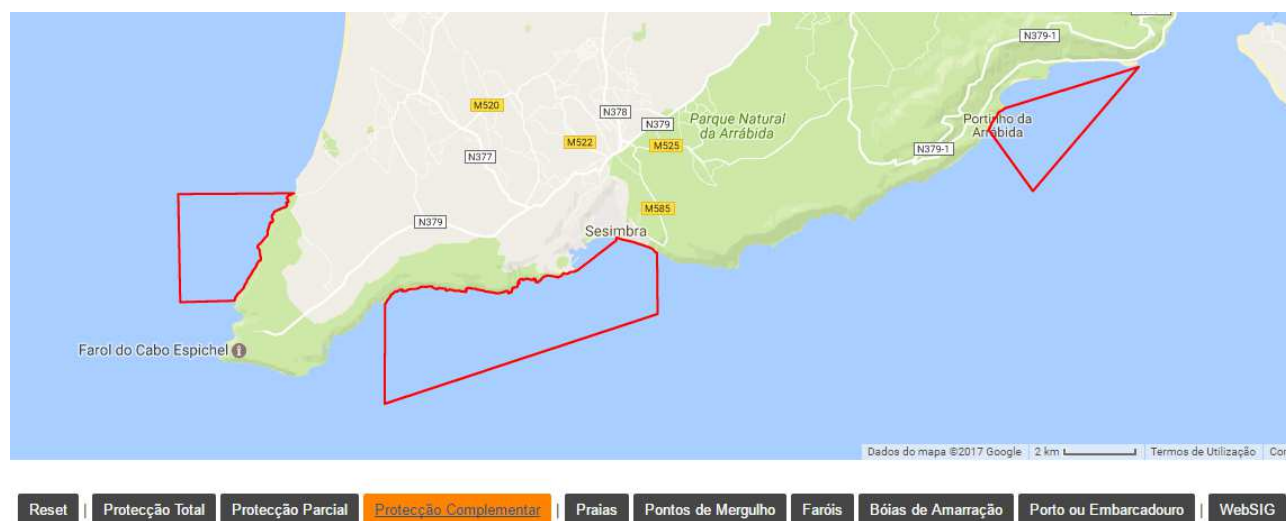 N379-1
M520
N378
N379
Parque Natural
da Arrábida
Portinho da
Arrábida
M522
M525
N379-1
N377
M585
N379
Sesimbra
Farol do Cabo Espichel
Dados do mapa ©2017 Google 2 km Termos de Utilização
Reset | Protecção Total Protecção Parcial Protecção Complementar | Praias Pontos de Mergulho Faróis Bóias de Amarração Porto ou Embarcadouro | WebSIG